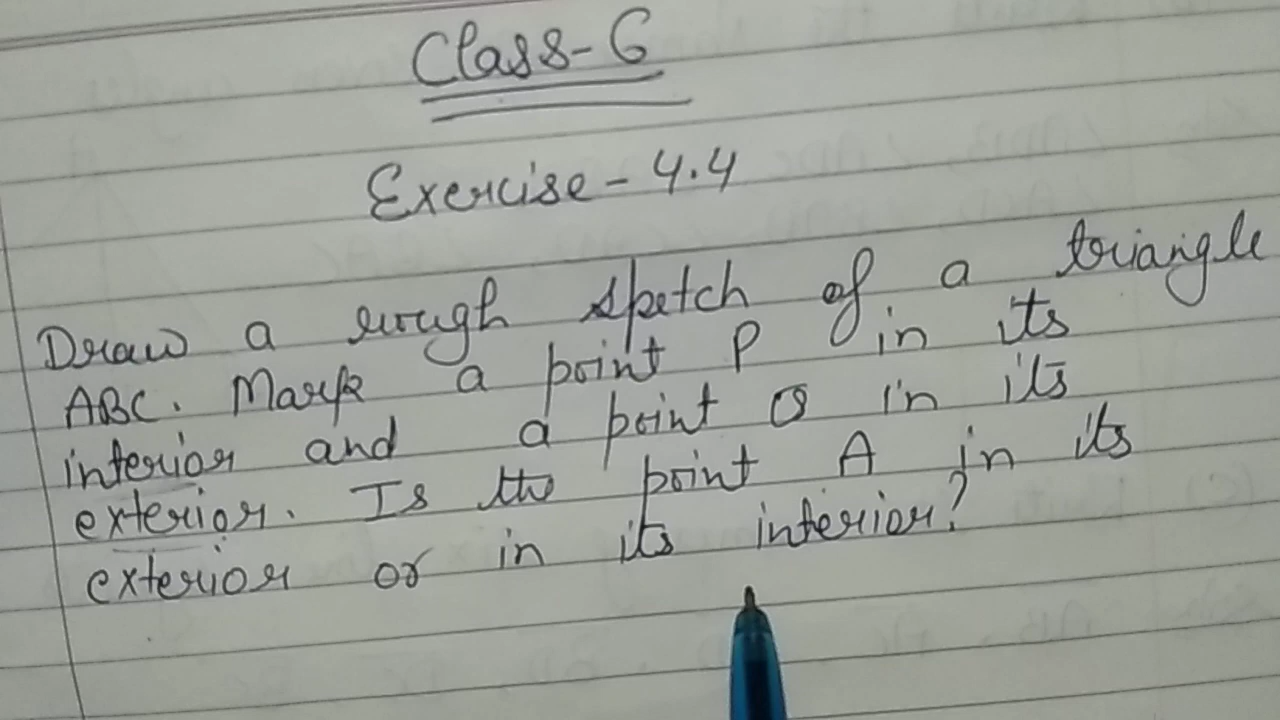 Class-6
Exercise-4.4
Draw a rough sketch of a triangle
ABC. Mark a point P in its
interior and a point Q in its
exterior. Is the point A in its
exterior or in its interior?